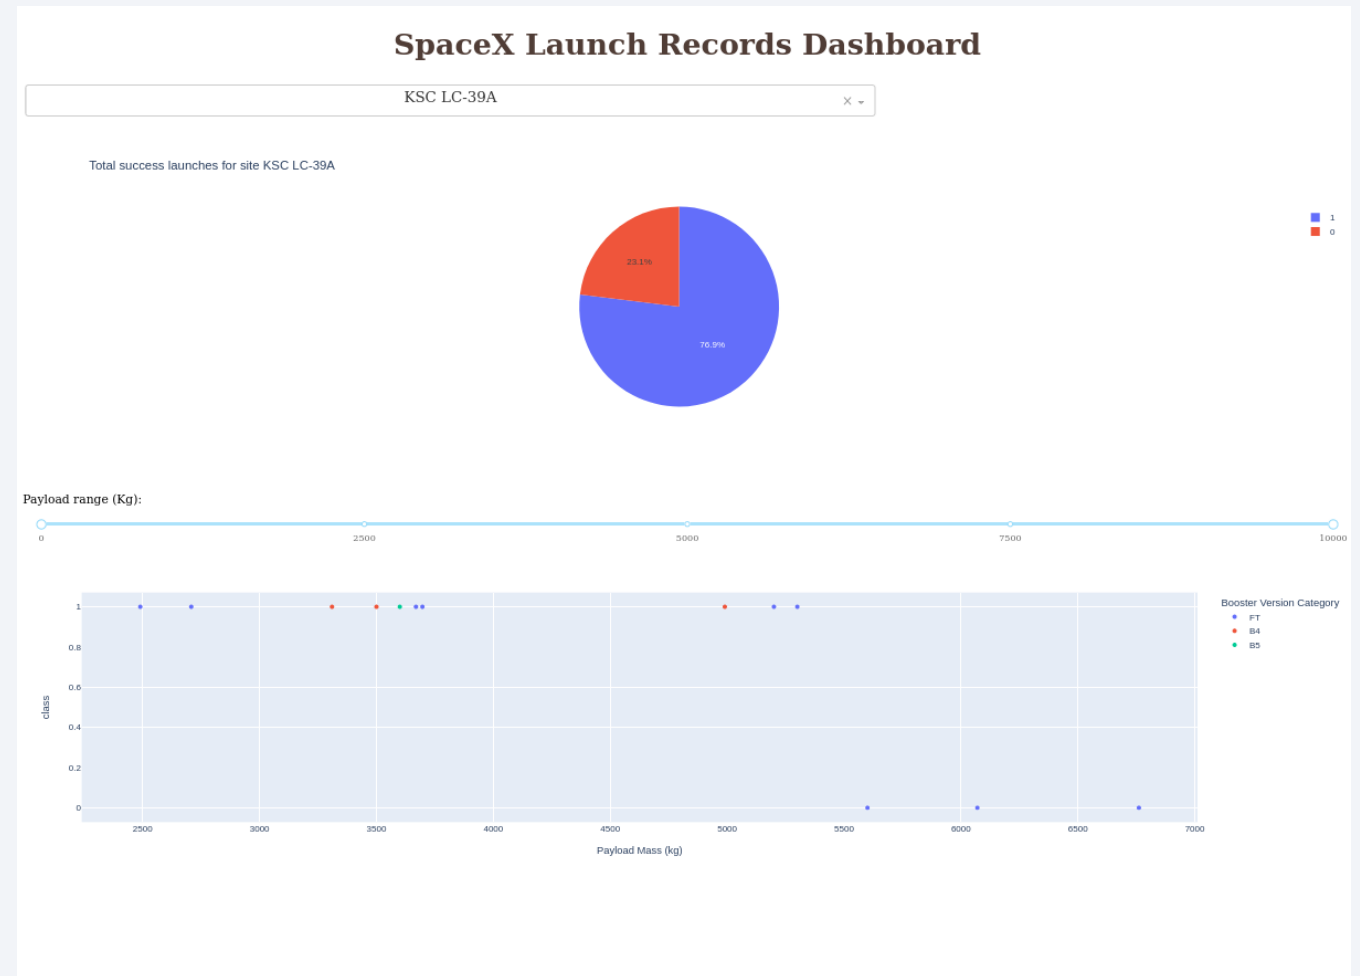 SpaceX Launch Records Dashboard
KSC LC-39A
×
Total success launches for site KSC LC-39A
1
0
23.1%
76.9%
Payload range (Kg):
0 2500 5000 7500 10000
Booster Version Category
FT
B4
B5
1
0.8
0.6
0.4
0.2
0
class
2500 3000 3500 4000 4500 5000 5500 6000 6500 7000
Payload Mass (kg)